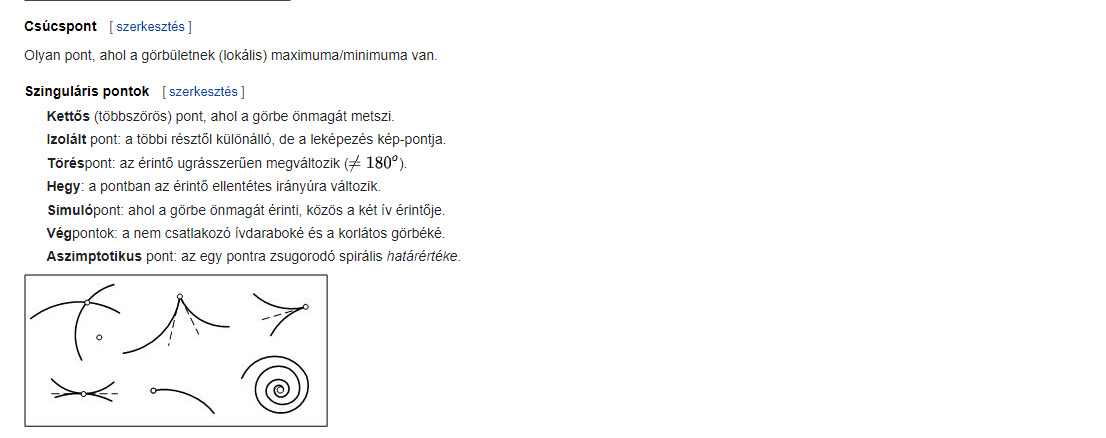 Csúcspont [ szerkesztés ]
Olyan pont, ahol a görbületnek (lokális) maximuma/minimuma van.
Szinguláris pontok [ szerkesztés ]
Kettős (többszörös) pont, ahol a görbe önmagát metszi.
Izolált pont: a többi résztől különálló, de a leképezés kép-pontja.
Töréspont: az érintő ugrásszerűen megváltozik (≠ 180°).
Hegy: a pontban az érintő ellentétes irányúra változik.
Simulópont: ahol a görbe önmagát érinti, közös a két ív érintője.
Végpontok: a nem csatlakozó ívdaraboké és a korlátos görbéké.
Aszimptotikus pont: az egy pontra zsugorodó spirális határértéke.